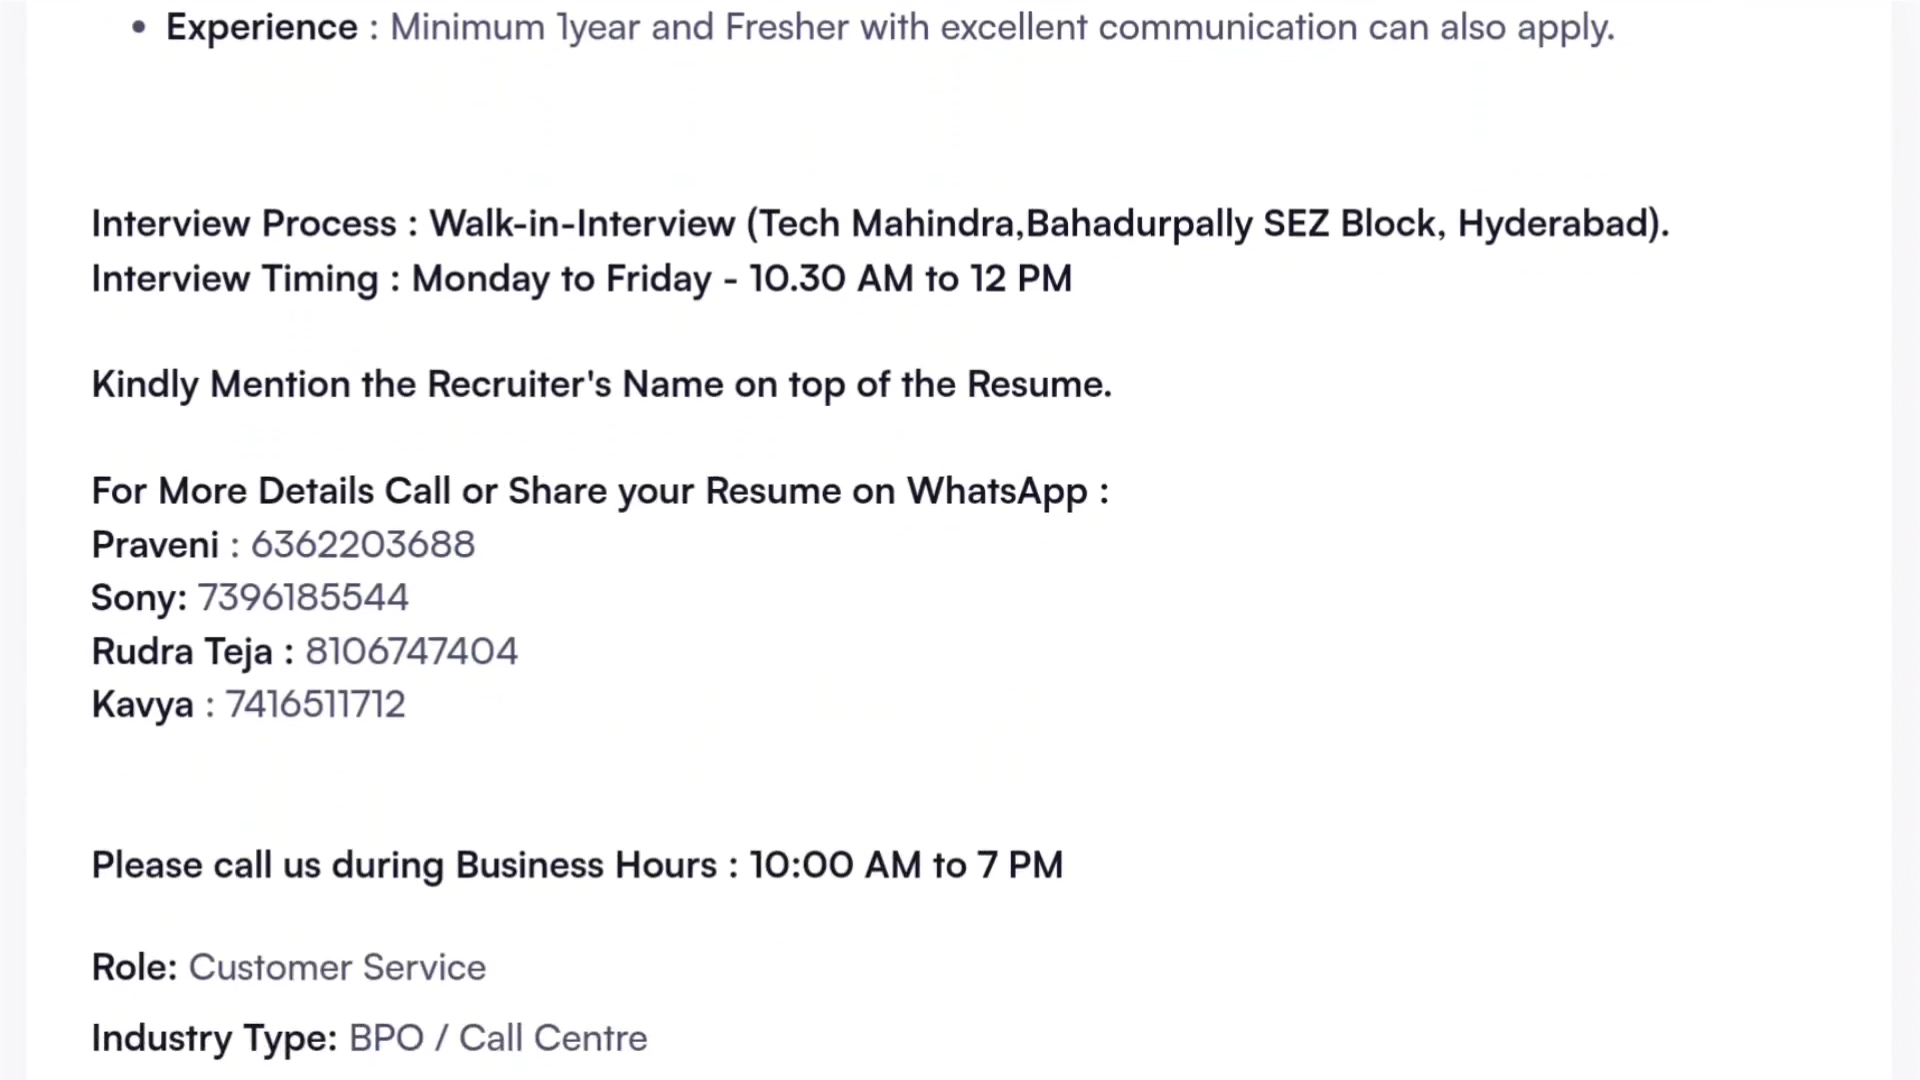 • Experience : Minimum 1year and Fresher with excellent communication can also apply.
Interview Process : Walk-in-Interview (Tech Mahindra,Bahadurpally SEZ Block, Hyderabad).
Interview Timing : Monday to Friday - 10.30 AM to 12 PM
Kindly Mention the Recruiter's Name on top of the Resume.
For More Details Call or Share your Resume on WhatsApp :
Praveni : 6362203688
Sony: 7396185544
Rudra Teja : 8106747404
Kavya : 7416511712
Please call us during Business Hours : 10:00 AM to 7 PM
Role: Customer Service
Industry Type: BPO / Call Centre